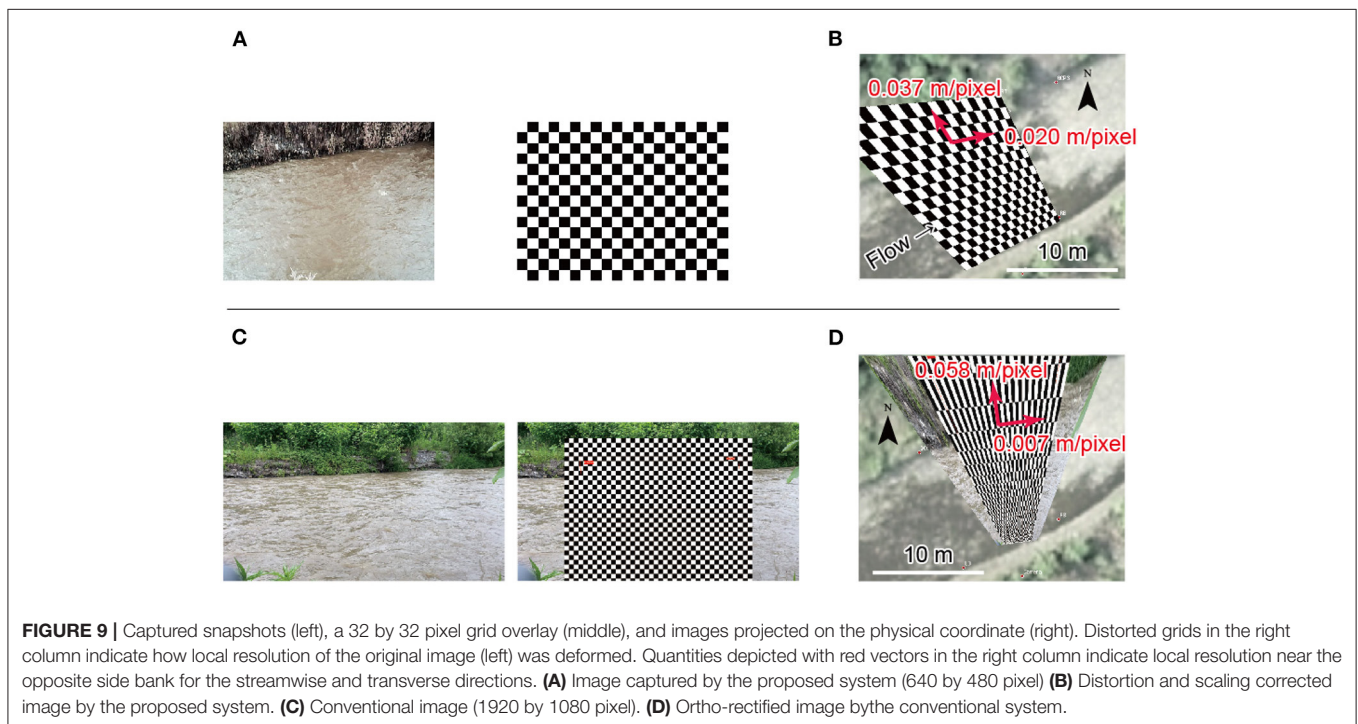 A
B
N
0.037 m/pixel
0.020 m/pixel
Flow
10 m
C
D
0.058 m/pixel
N
0.007 m/pixel
10 m
FIGURE 9 | Captured snapshots (left), a 32 by 32 pixel grid overlay (middle), and images projected on the physical coordinate (right). Distorted grids in the right
column indicate how local resolution of the original image (left) was deformed. Quantities depicted with red vectors in the right column indicate local resolution near the
opposite side bank for the streamwise and transverse directions. (A) Image captured by the proposed system (640 by 480 pixel) (B) Distortion and scaling corrected
image by the proposed system. (C) Conventional image (1920 by 1080 pixel). (D) Ortho-rectified image bythe conventional system.